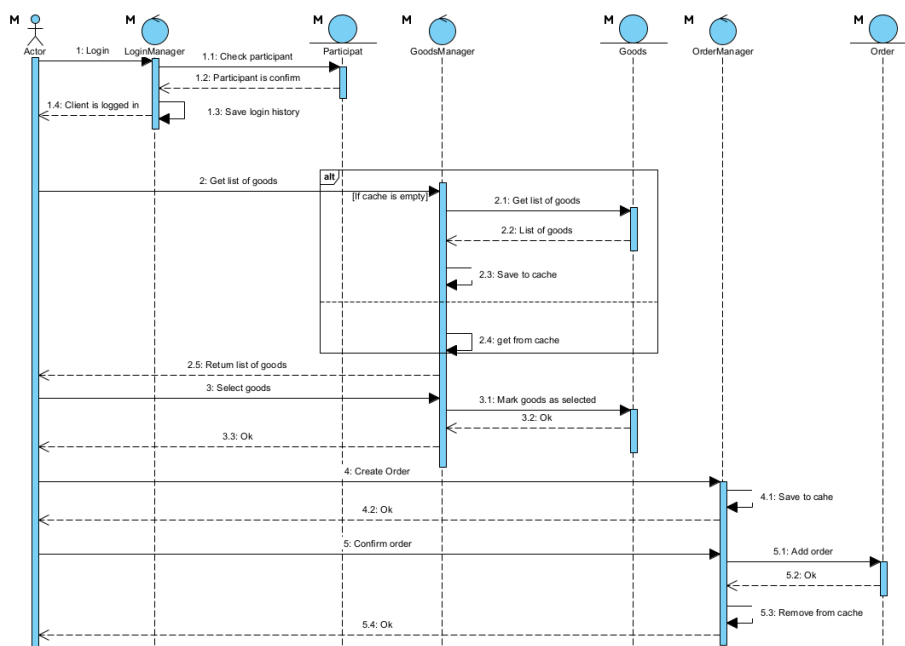 M
M
M
M
M
M
M
Actor
LoginManager
Participat
GoodsManager
Goods
OrderManager
Order
1: Login
1.1: Check participant
1.2: Participant is confirm
1.4: Client is logged in
1.3: Save login history
alt
2: Get list of goods
[If cache is empty]
2.1: Get list of goods
2.2: List of goods
2.3: Save to cache
2.4: get from cache
2.5: Return list of goods
3: Select goods
3.1: Mark goods as selected
3.2: Ok
3.3: Ok
4: Create Order
4.1: Save to cahe
4.2: Ok
5: Confirm order
5.1: Add order
5.2: Ok
5.3: Remove from cache
5.4: Ok